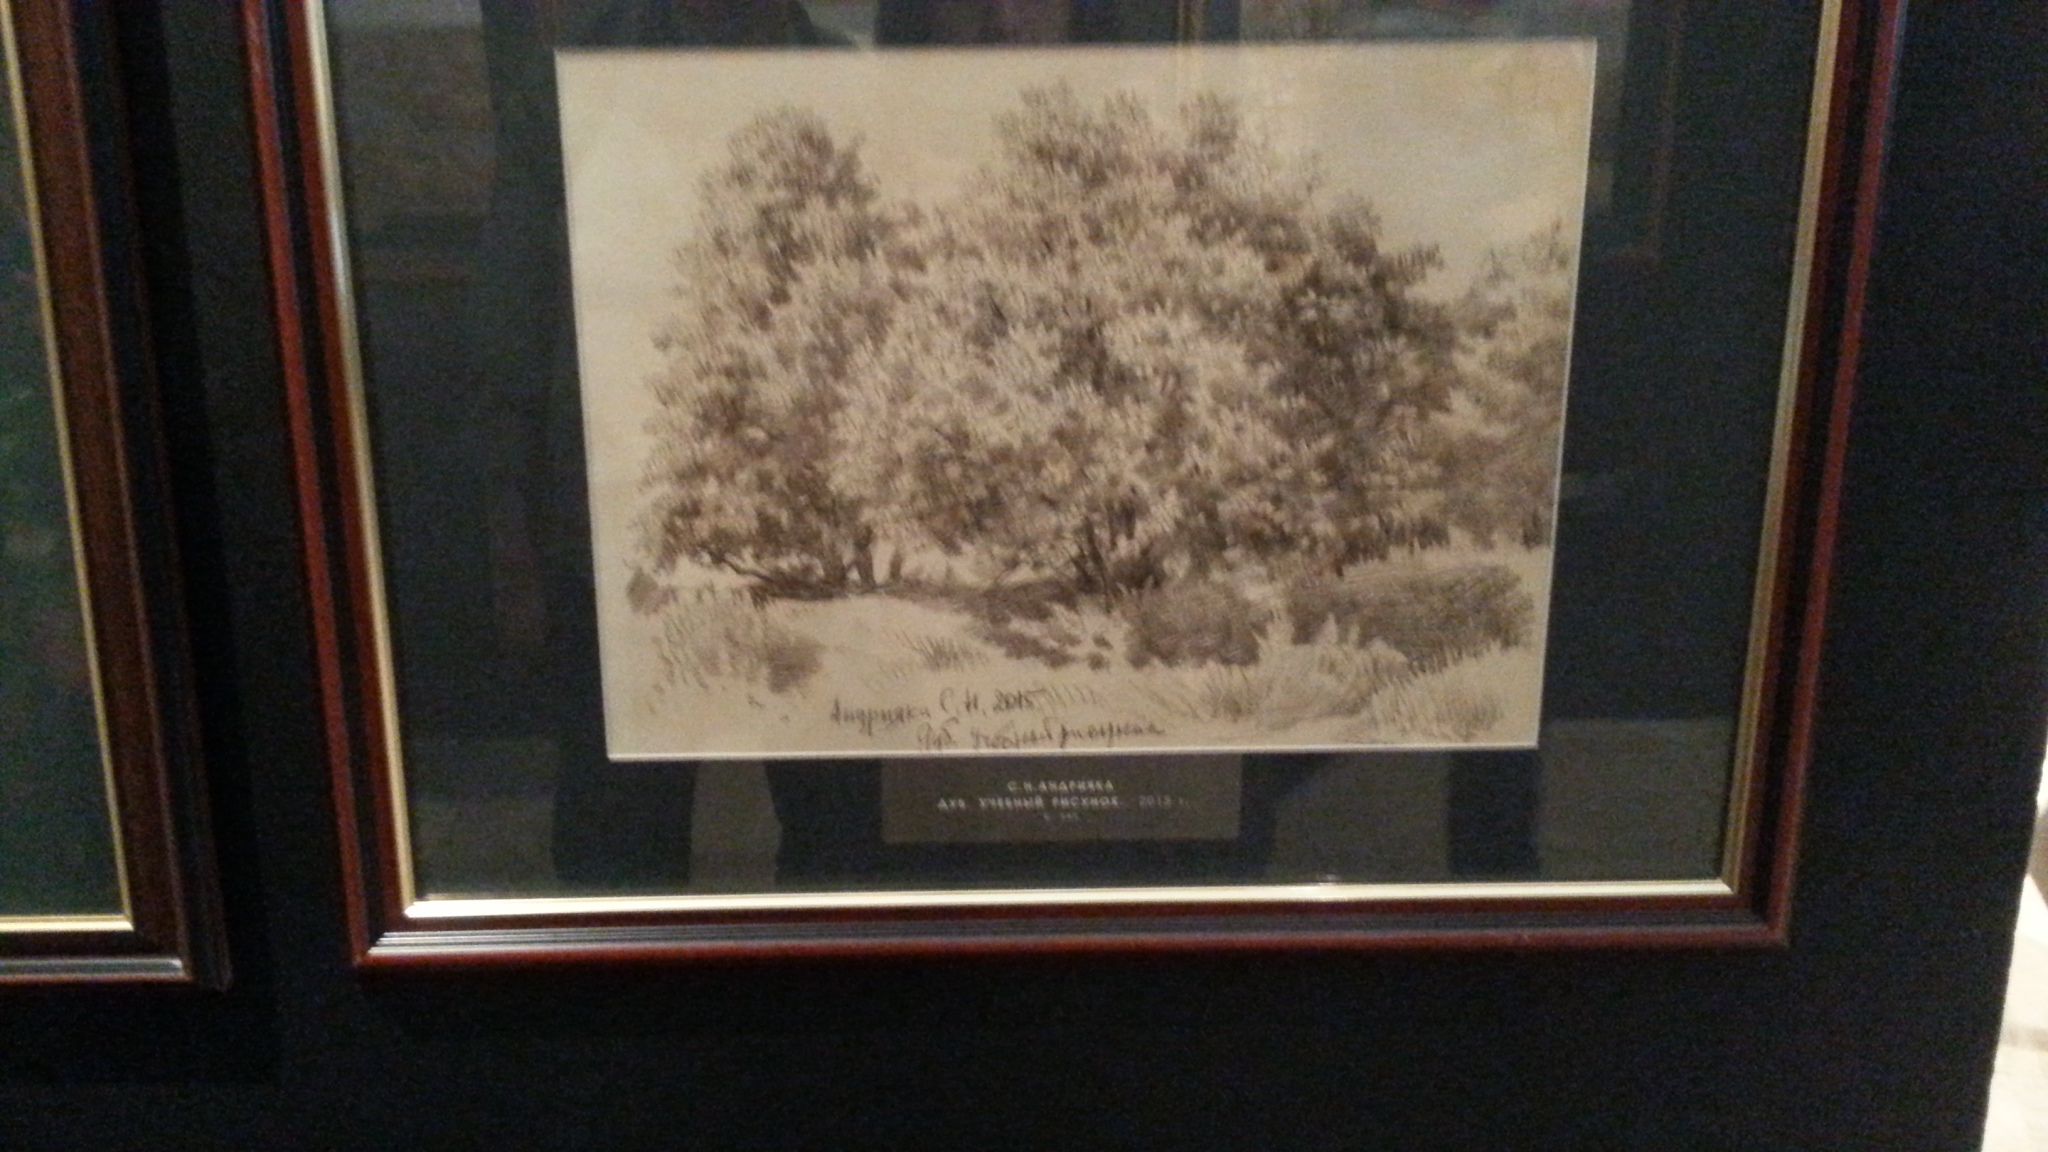 Андрияка С.Н. 2015
Дуб. Учебный рисунок
С.Н.АНДРИЯКА
ДУБ. УЧЕБНЫЙ РИСУНОК. 2015 г.